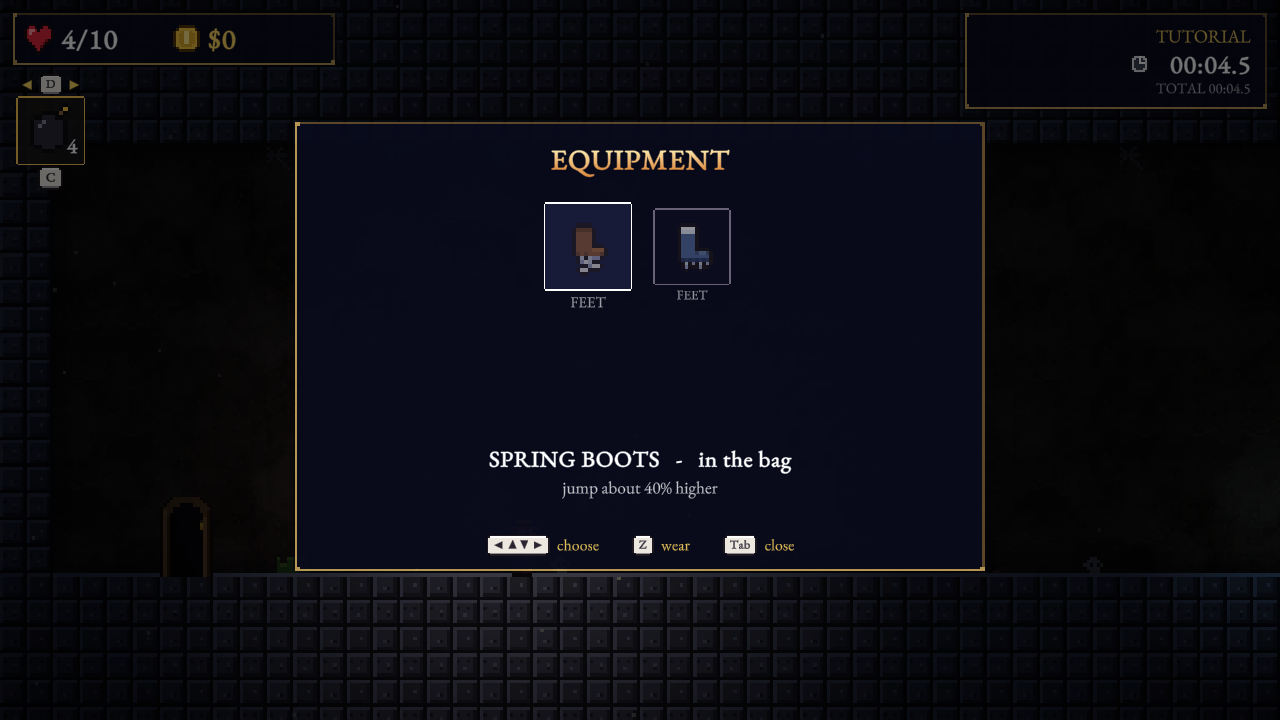 4/10 $0
TUTORIAL
00:04.5
TOTAL 00:04.5
D
4
C
EQUIPMENT
FEET FEET
SPRING BOOTS - in the bag
jump about 40% higher
◄▲▼► choose Z wear Tab close